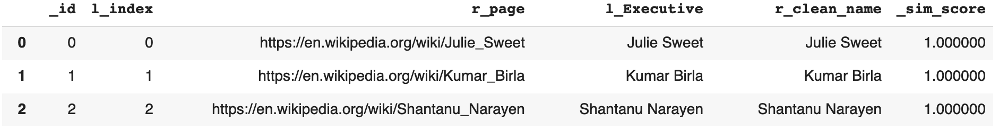 _id l_index r_page l_Executive r_clean_name _sim_score
0 0 0 https://en.wikipedia.org/wiki/Julie_Sweet Julie Sweet Julie Sweet 1.000000
1 1 1 https://en.wikipedia.org/wiki/Kumar_Birla Kumar Birla Kumar Birla 1.000000
2 2 2 https://en.wikipedia.org/wiki/Shantanu_Narayen Shantanu Narayen Shantanu Narayen 1.000000